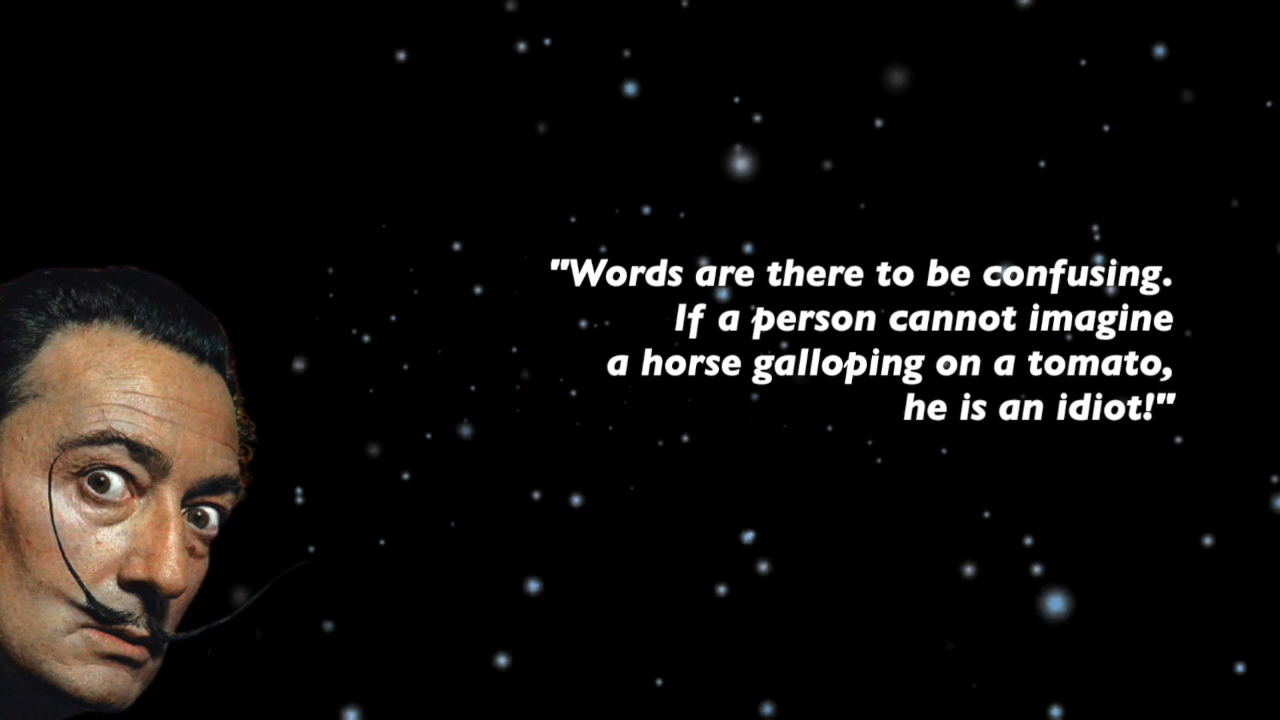 "Words are there to be confusing.
If a person cannot imagine
a horse galloping on a tomato,
he is an idiot!"